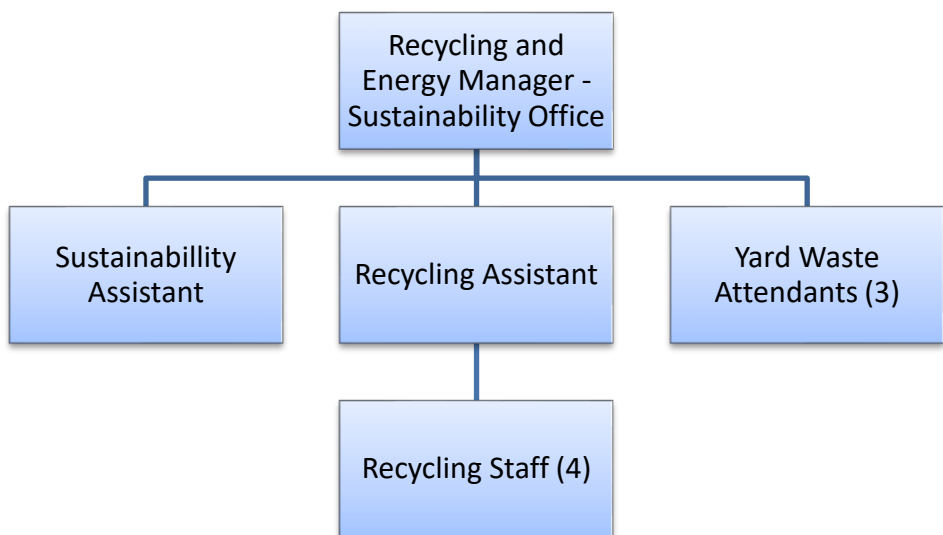 Recycling and
Energy Manager -
Sustainability Office
Sustainabillity
Assistant
Recycling Assistant
Yard Waste
Attendants (3)
Recycling Staff (4)